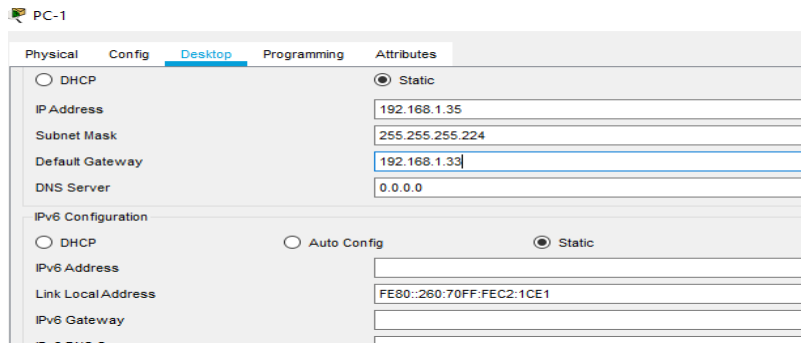 PC-1
Physical Config Desktop Programming Attributes
DHCP Static
IP Address 192.168.1.35
Subnet Mask 255.255.255.224
Default Gateway 192.168.1.33
DNS Server 0.0.0.0
IPv6 Configuration
DHCP Auto Config Static
IPv6 Address
Link Local Address FE80::260:70FF:FEC2:1CE1
IPv6 Gateway